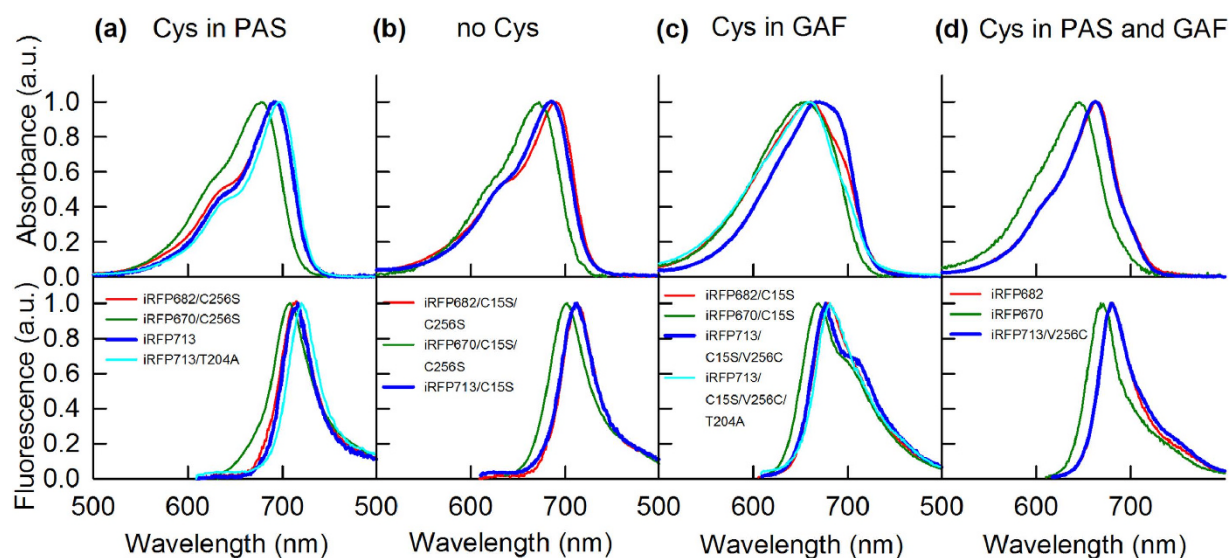 (a) Cys in PAS
(b) no Cys
(c) Cys in GAF
(d) Cys in PAS and GAF
Absorbance (a.u.)
1.0
0.8
0.6
0.4
0.2
0.0
Fluorescence (a.u.)
1.0
0.8
0.6
0.4
0.2
0.0
iRFP682/C256S
iRFP670/C256S
iRFP713
iRFP713/T204A
iRFP682/C15S/
C256S
iRFP670/C15S/
C256S
iRFP713/C15S
iRFP682/C15S
iRFP670/C15S
iRFP713/
C15S/V256C
iRFP713/
C15S/V256C/
T204A
iRFP682
iRFP670
iRFP713/V256C
500 600 700 500 600 700 500 600 700 500 600 700
Wavelength (nm)
Wavelength (nm)
Wavelength (nm)
Wavelength (nm)